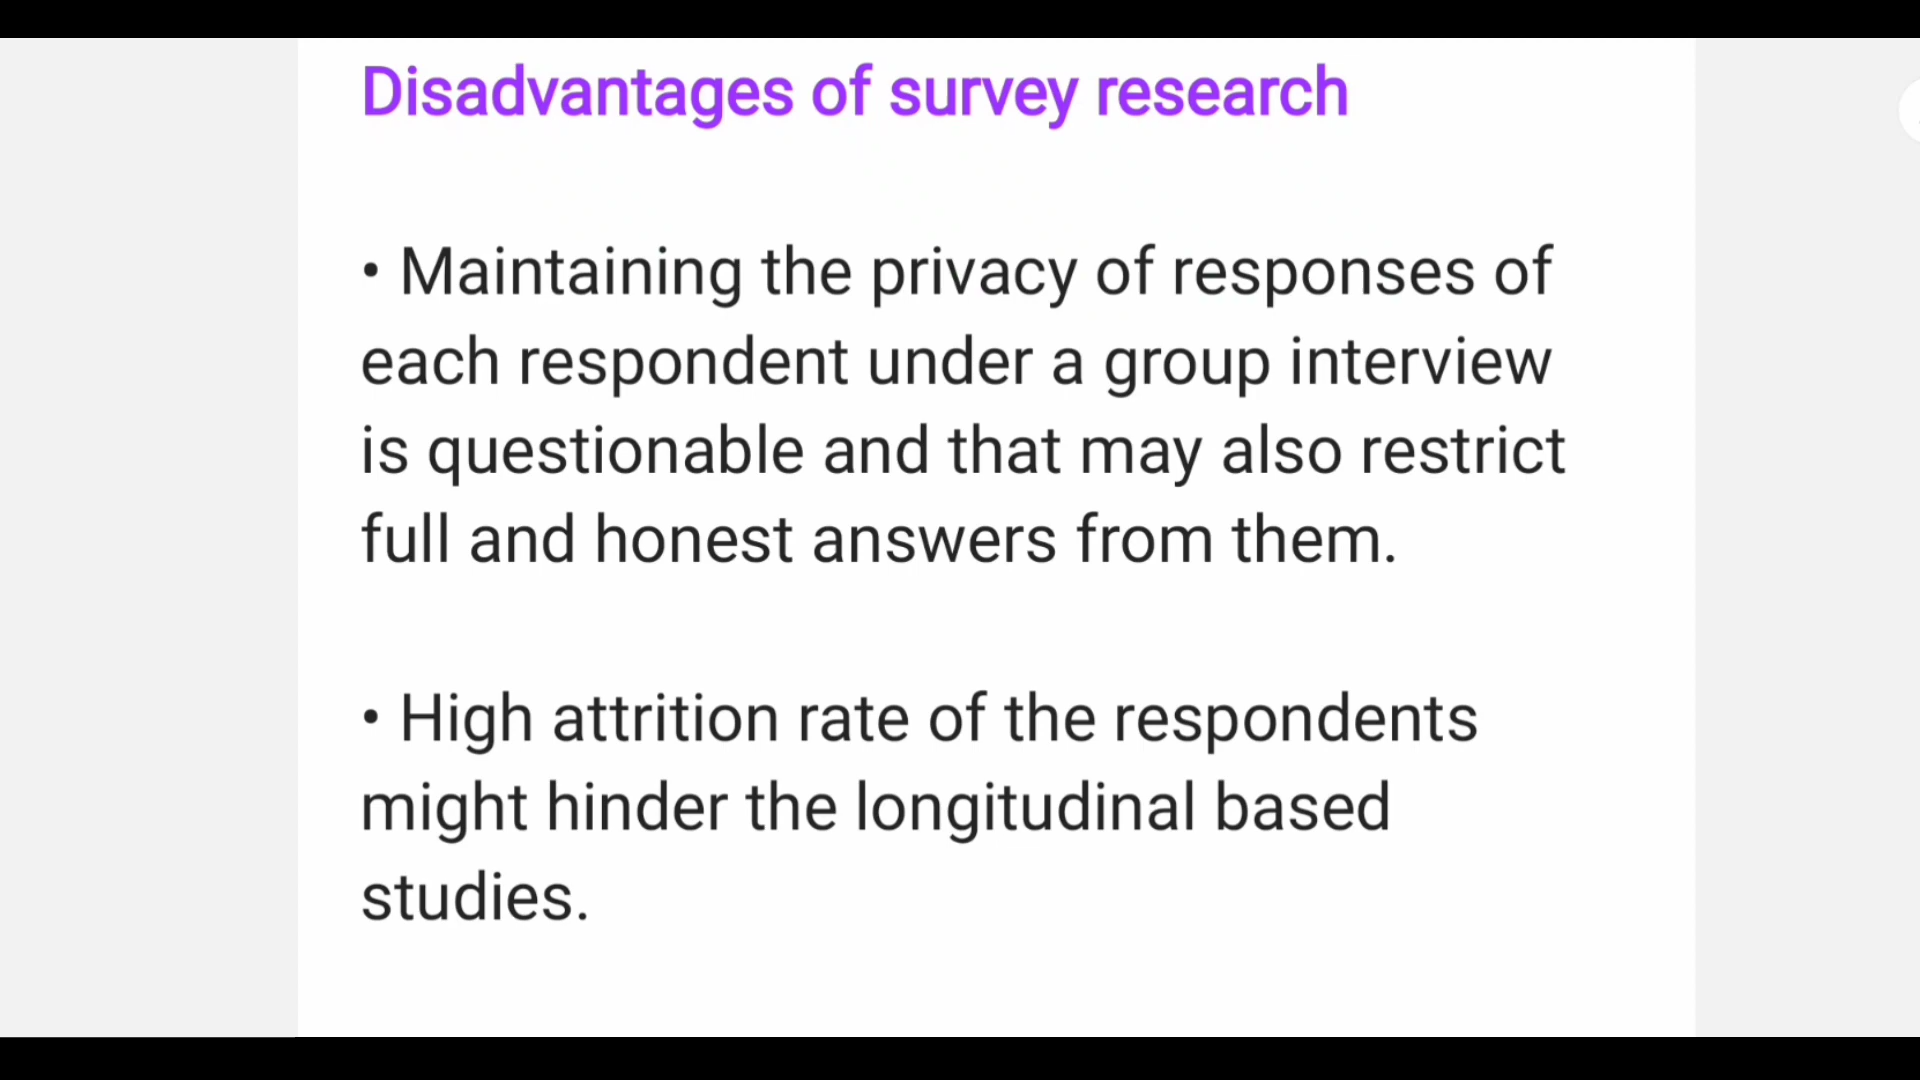 Disadvantages of survey research
• Maintaining the privacy of responses of
each respondent under a group interview
is questionable and that may also restrict
full and honest answers from them.
• High attrition rate of the respondents
might hinder the longitudinal based
studies.